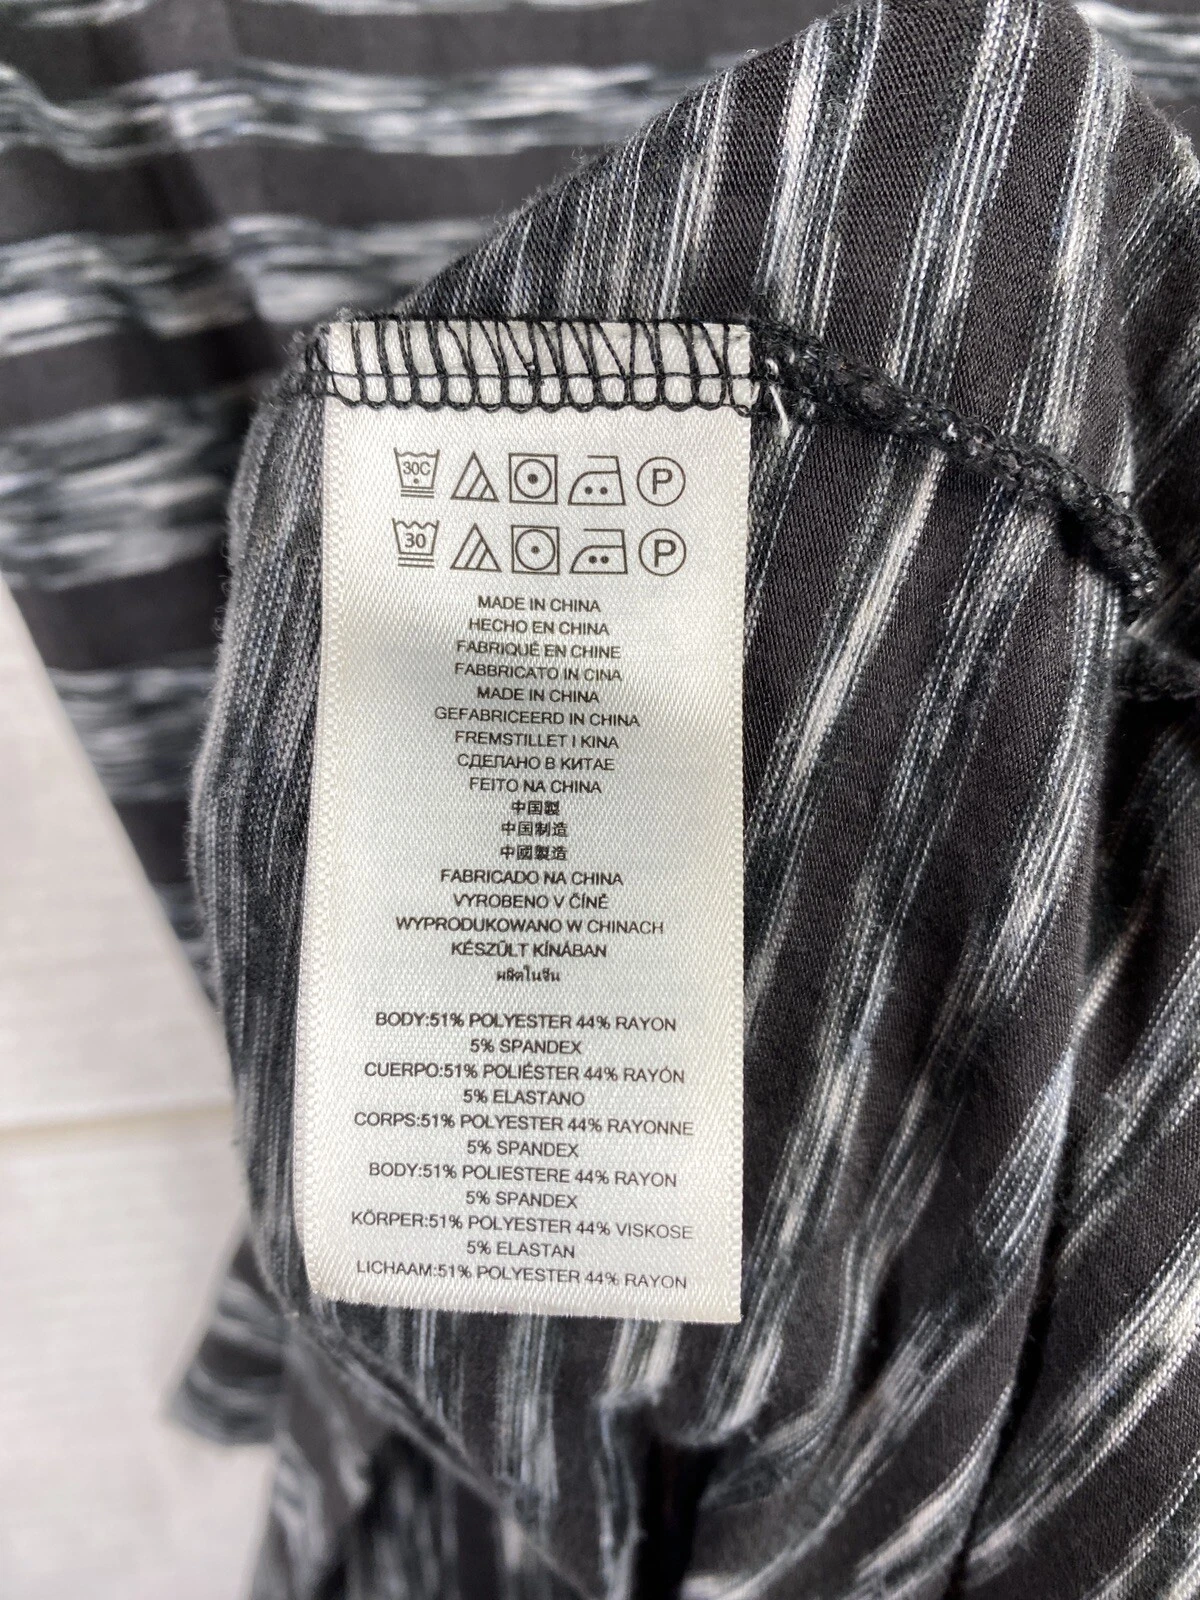 30C P
30 P
MADE IN CHINA
HECHO EN CHINA
FABRIQUÉ EN CHINE
FABBRICATO IN CINA
MADE IN CHINA
GEFABRICEERD IN CHINA
FREMSTILLET I KINA
СДЕЛАНО В КИТАЕ
FEITO NA CHINA
中国製
中国制造
中國製造
FABRICADO NA CHINA
VYROBENO V ČÍNĚ
WYPRODUKOWANO W CHINACH
KÉSZÜLT KÍNÁBAN
ผลิตในจีน
BODY:51% POLYESTER 44% RAYON
5% SPANDEX
CUERPO:51% POLIÉSTER 44% RAYÓN
5% ELASTANO
CORPS:51% POLYESTER 44% RAYONNE
5% SPANDEX
BODY:51% POLIESTERE 44% RAYON
5% SPANDEX
KÖRPER:51% POLYESTER 44% VISKOSE
5% ELASTAN
LICHAAM:51% POLYESTER 44% RAYON